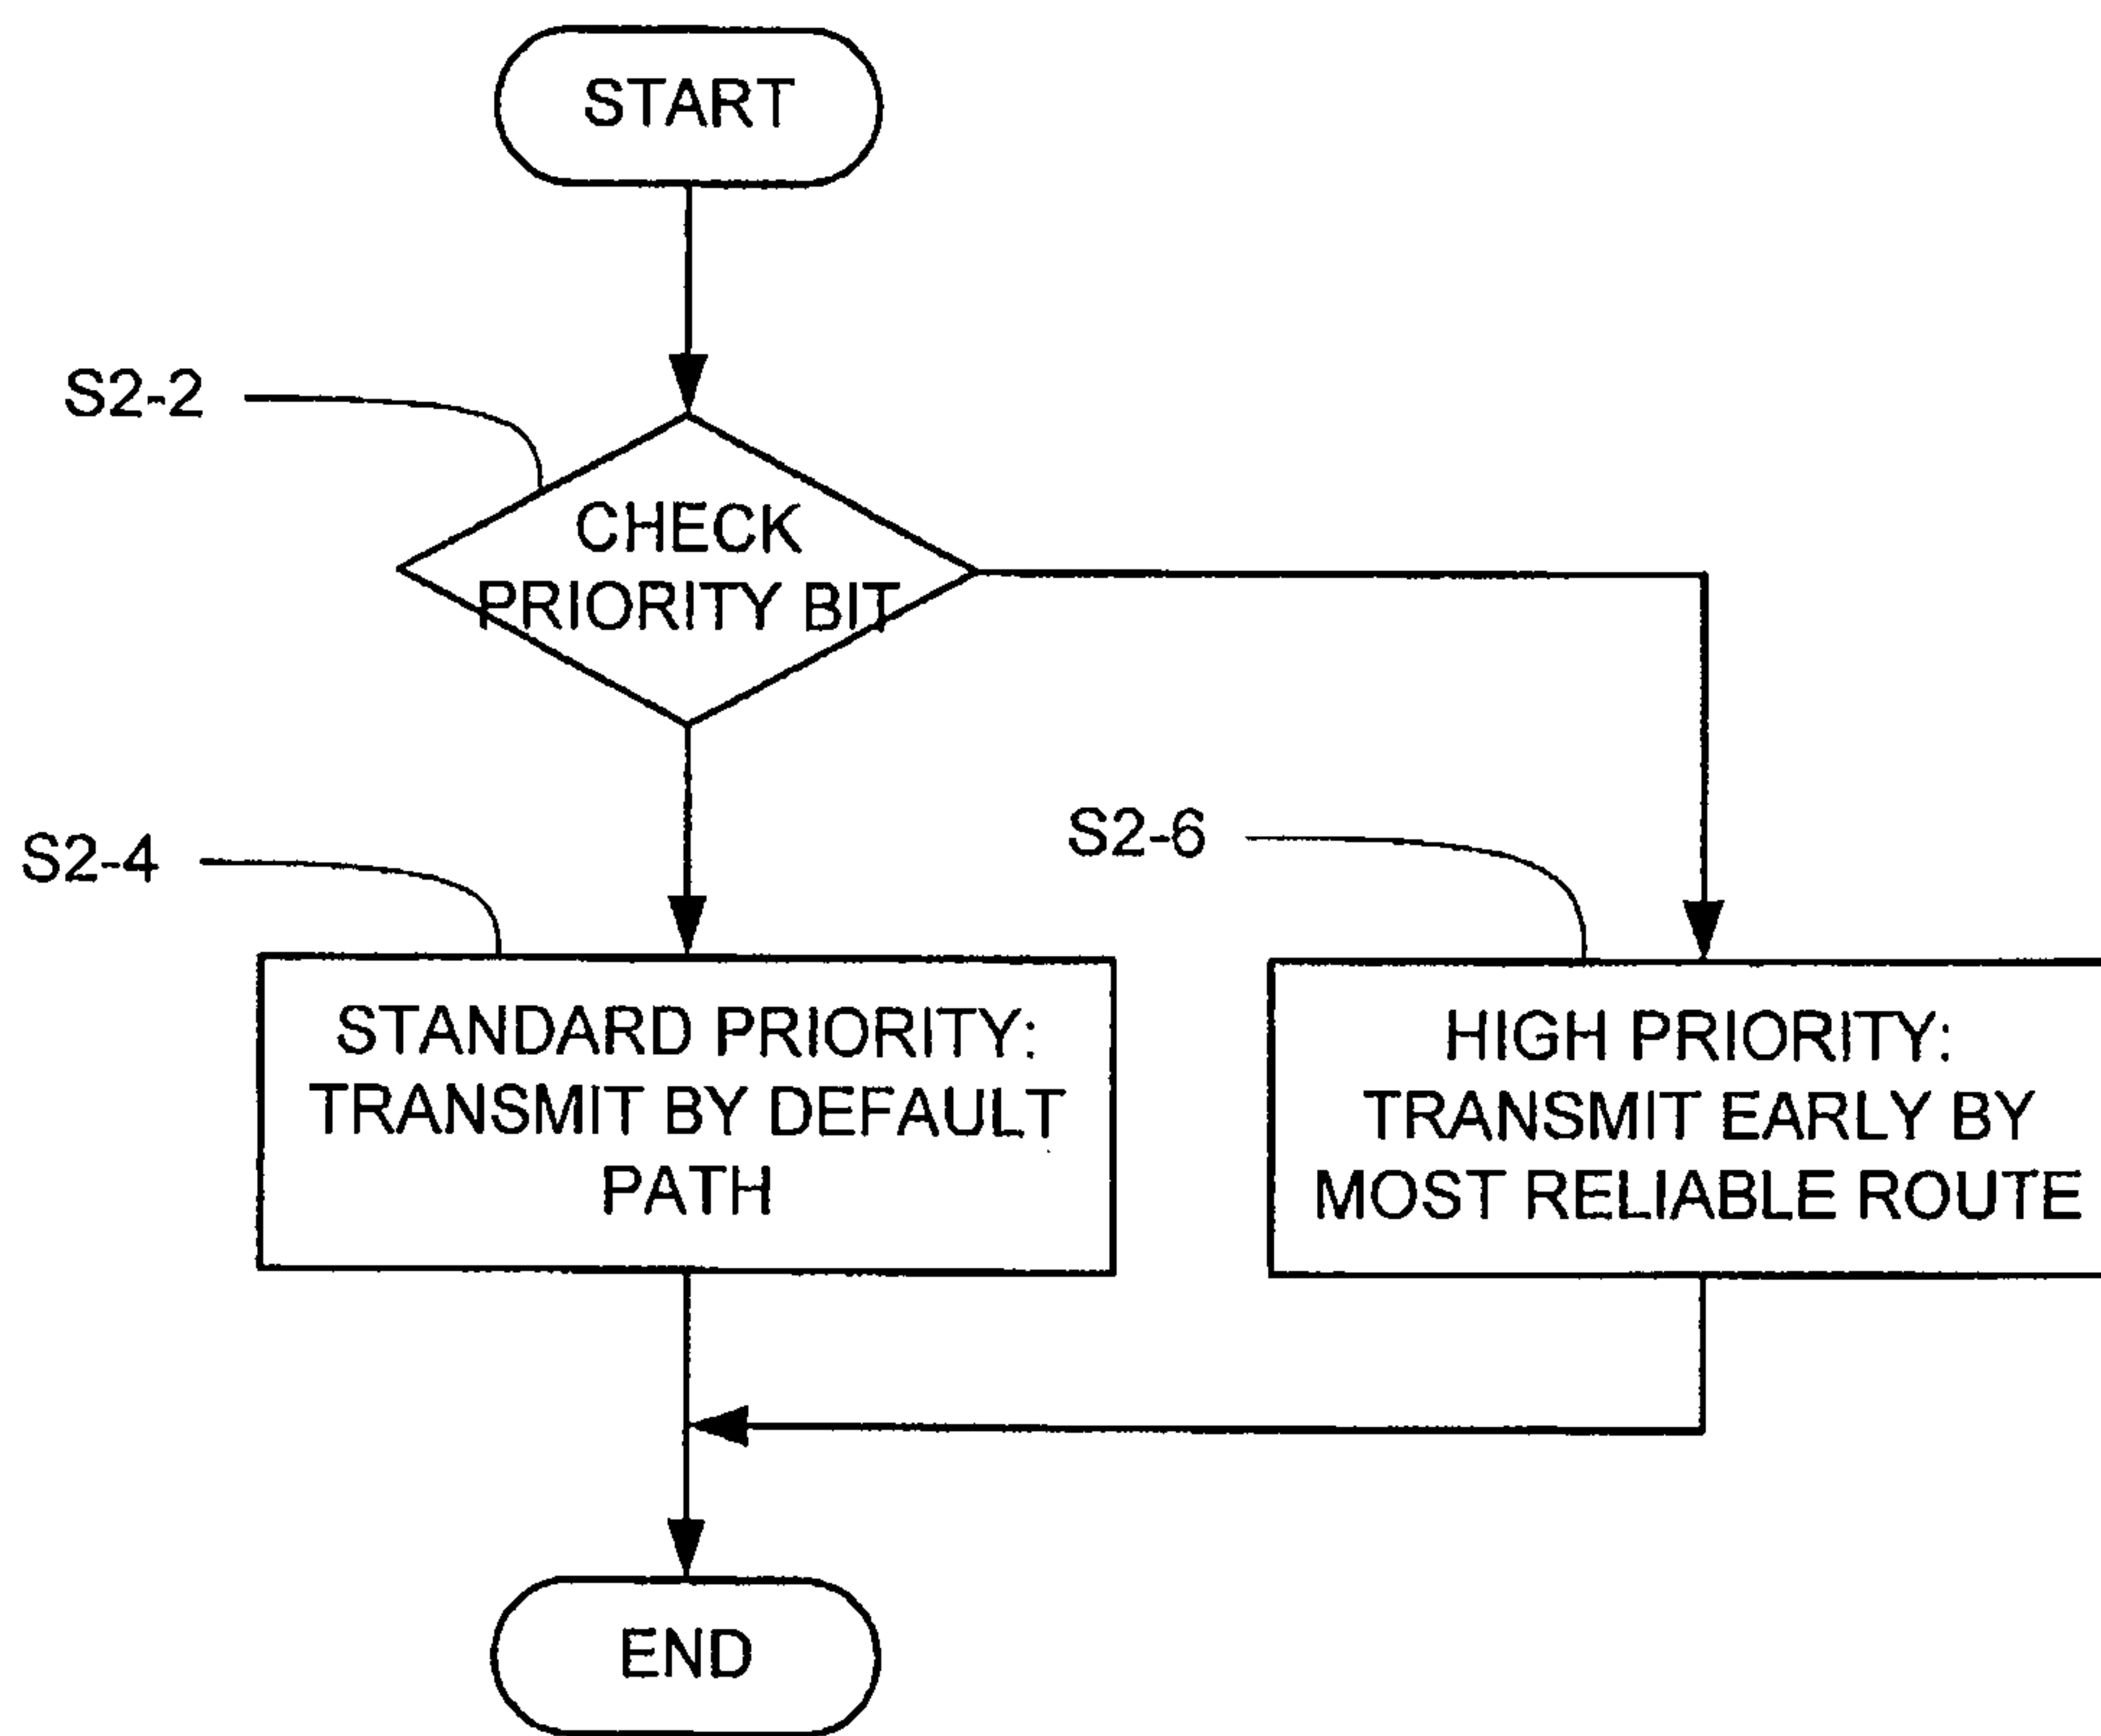 START
S2-2
CHECK
PRIORITY BIT
S2-4
S2-6
STANDARD PRIORITY:
TRANSMIT BY DEFAULT
PATH
HIGH PRIORITY:
TRANSMIT EARLY BY
MOST RELIABLE ROUTE
END